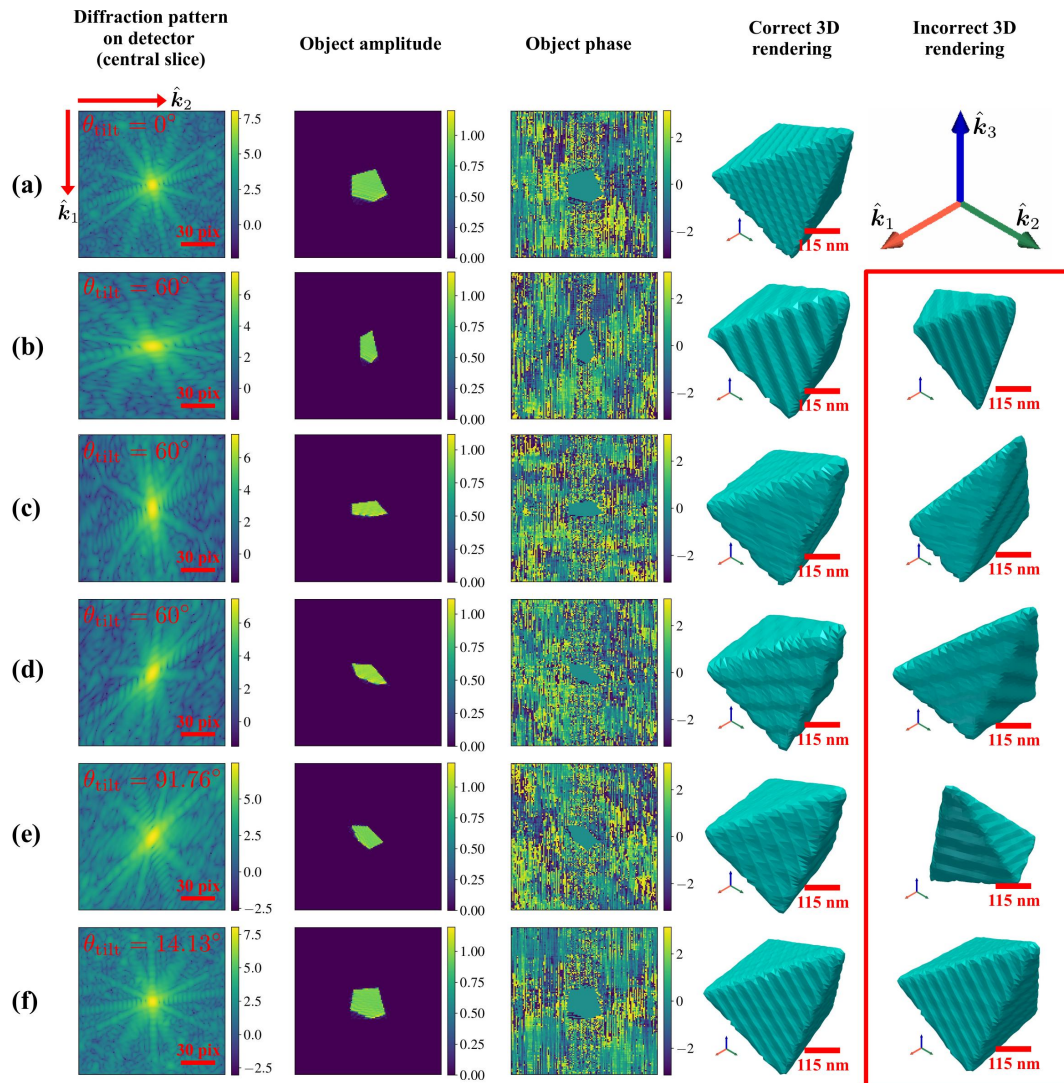 Diffraction pattern
on detector
(central slice)
Object amplitude
Object phase
Correct 3D
rendering
Incorrect 3D
rendering
k̂₂
k̂₁
(a)
θtilt = 0°
30 pix
7.5
5.0
2.5
0.0
1.00
0.75
0.50
0.25
0.00
2
0
−2
115 nm
k̂₃
k̂₁
k̂₂
(b)
θtilt = 60°
30 pix
6
4
2
0
1.00
0.75
0.50
0.25
0.00
2
0
−2
115 nm
115 nm
(c)
θtilt = 60°
30 pix
6
4
2
0
1.00
0.75
0.50
0.25
0.00
2
0
−2
115 nm
115 nm
(d)
θtilt = 60°
30 pix
6
4
2
0
1.00
0.75
0.50
0.25
0.00
2
0
−2
115 nm
115 nm
(e)
θtilt = 91.76°
30 pix
5.0
2.5
0.0
−2.5
1.00
0.75
0.50
0.25
0.00
2
0
−2
115 nm
115 nm
(f)
θtilt = 14.13°
30 pix
7.5
5.0
2.5
0.0
−2.5
1.00
0.75
0.50
0.25
0.00
2
0
−2
115 nm
115 nm